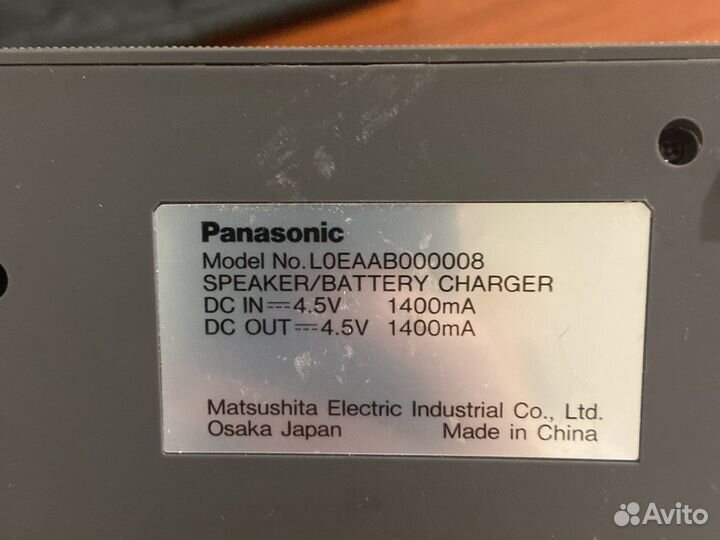 Panasonic
Model No. L0EAAB000008
SPEAKER/BATTERY CHARGER
DC IN⎓4.5V 1400mA
DC OUT⎓4.5V 1400mA
Matsushita Electric Industrial Co., Ltd.
Osaka Japan Made in China
Avito